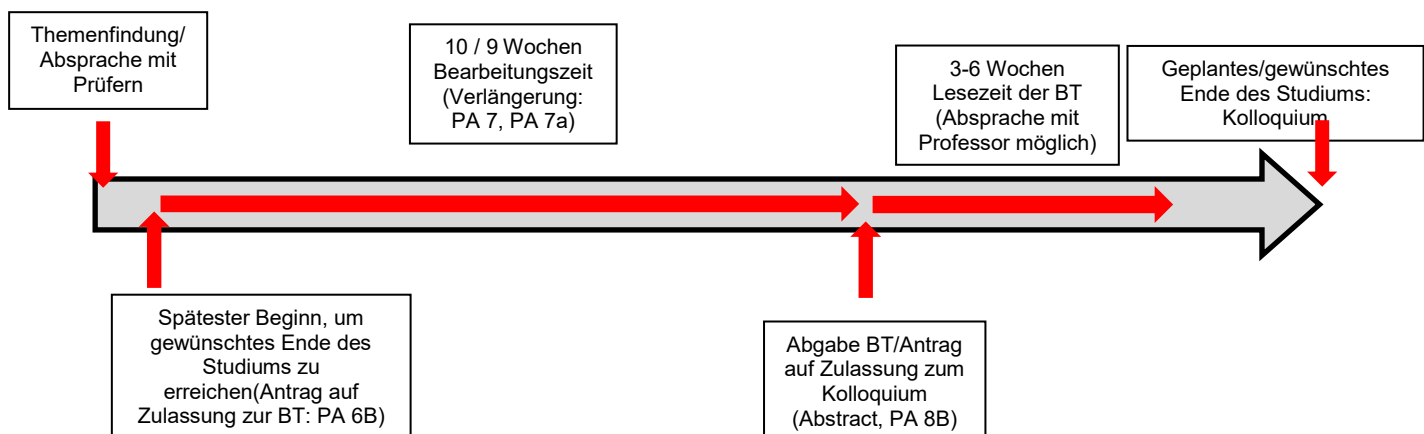 Themenfindung/
Absprache mit
Prüfern
10 / 9 Wochen
Bearbeitungszeit
(Verlängerung:
PA 7, PA 7a)
3-6 Wochen
Lesezeit der BT
(Absprache mit
Professor möglich)
Geplantes/gewünschtes
Ende des Studiums:
Kolloquium
Spätester Beginn, um
gewünschtes Ende des
Studiums zu
erreichen(Antrag auf
Zulassung zur BT: PA 6B)
Abgabe BT/Antrag
auf Zulassung zum
Kolloquium
(Abstract, PA 8B)